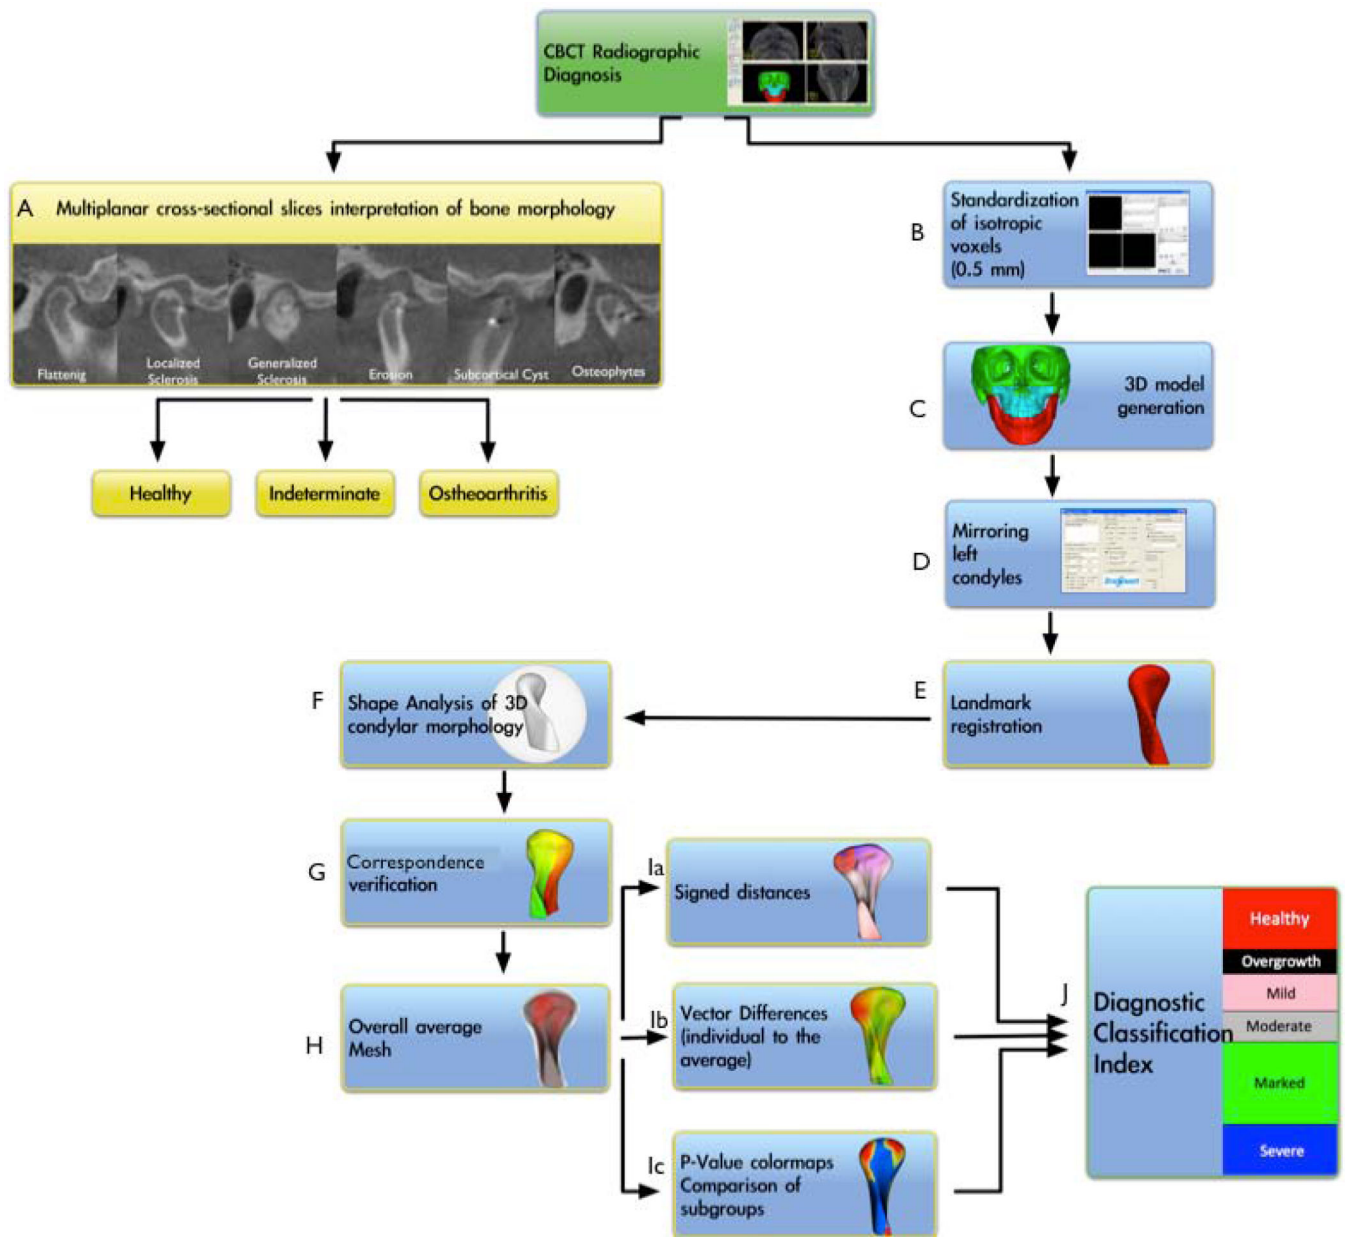 CBCT Radiographic
Diagnosis
A
Multiplanar cross-sectional slices interpretation of bone morphology
Flattenig
Localized
Sclerosis
Generalized
Sclerosis
Erosion
Subcortical Cyst
Osteophytes
Healthy
Indeterminate
Ostheoarthritis
B
Standardization
of isotropic
voxels
(0.5 mm)
C
3D model
generation
D
Mirroring
left
condyles
E
Landmark
registration
F
Shape Analysis of 3D
condylar morphology
G
Correspondence
verification
H
Overall average
Mesh
Ia
Signed distances
Ib
Vector Differences
(individual to the
average)
Ic
P-Value colormaps
Comparison of
subgroups
J
Diagnostic
Classification
Index
Healthy
Overgrowth
Mild
Moderate
Marked
Severe